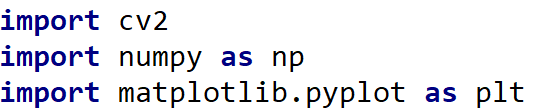 import cv2
import numpy as np
import matplotlib.pyplot as plt